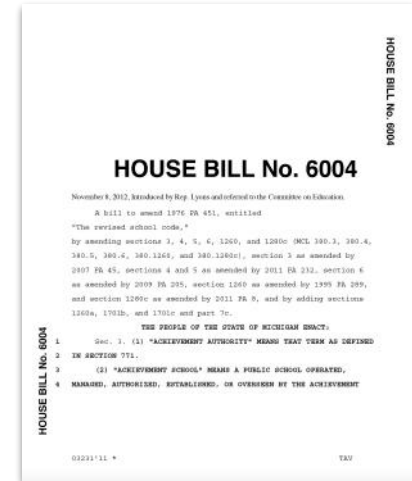 HOUSE BILL No. 6004
HOUSE BILL No. 6004
November 8, 2012, Introduced by Rep. Lyons and referred to the Committee on Education.
A bill to amend 1976 PA 451, entitled
"The revised school code,"
by amending sections 3, 4, 5, 6, 1260, and 1280c (MCL 380.3, 380.4,
380.5, 380.6, 380.1260, and 380.1280c), section 3 as amended by
2007 PA 45, sections 4 and 5 as amended by 2011 PA 232, section 6
as amended by 2009 PA 205, section 1260 as amended by 1995 PA 289,
and section 1280c as amended by 2011 PA 8, and by adding sections
1260a, 1701b, and 1701c and part 7c.
THE PEOPLE OF THE STATE OF MICHIGAN ENACT:
1 Sec. 3. (1) "ACHIEVEMENT AUTHORITY" MEANS THAT TERM AS DEFINED
2 IN SECTION 771.
3 (2) "ACHIEVEMENT SCHOOL" MEANS A PUBLIC SCHOOL OPERATED,
4 MANAGED, AUTHORIZED, ESTABLISHED, OR OVERSEEN BY THE ACHIEVEMENT
HOUSE BILL No. 6004
03231'11 * TAV